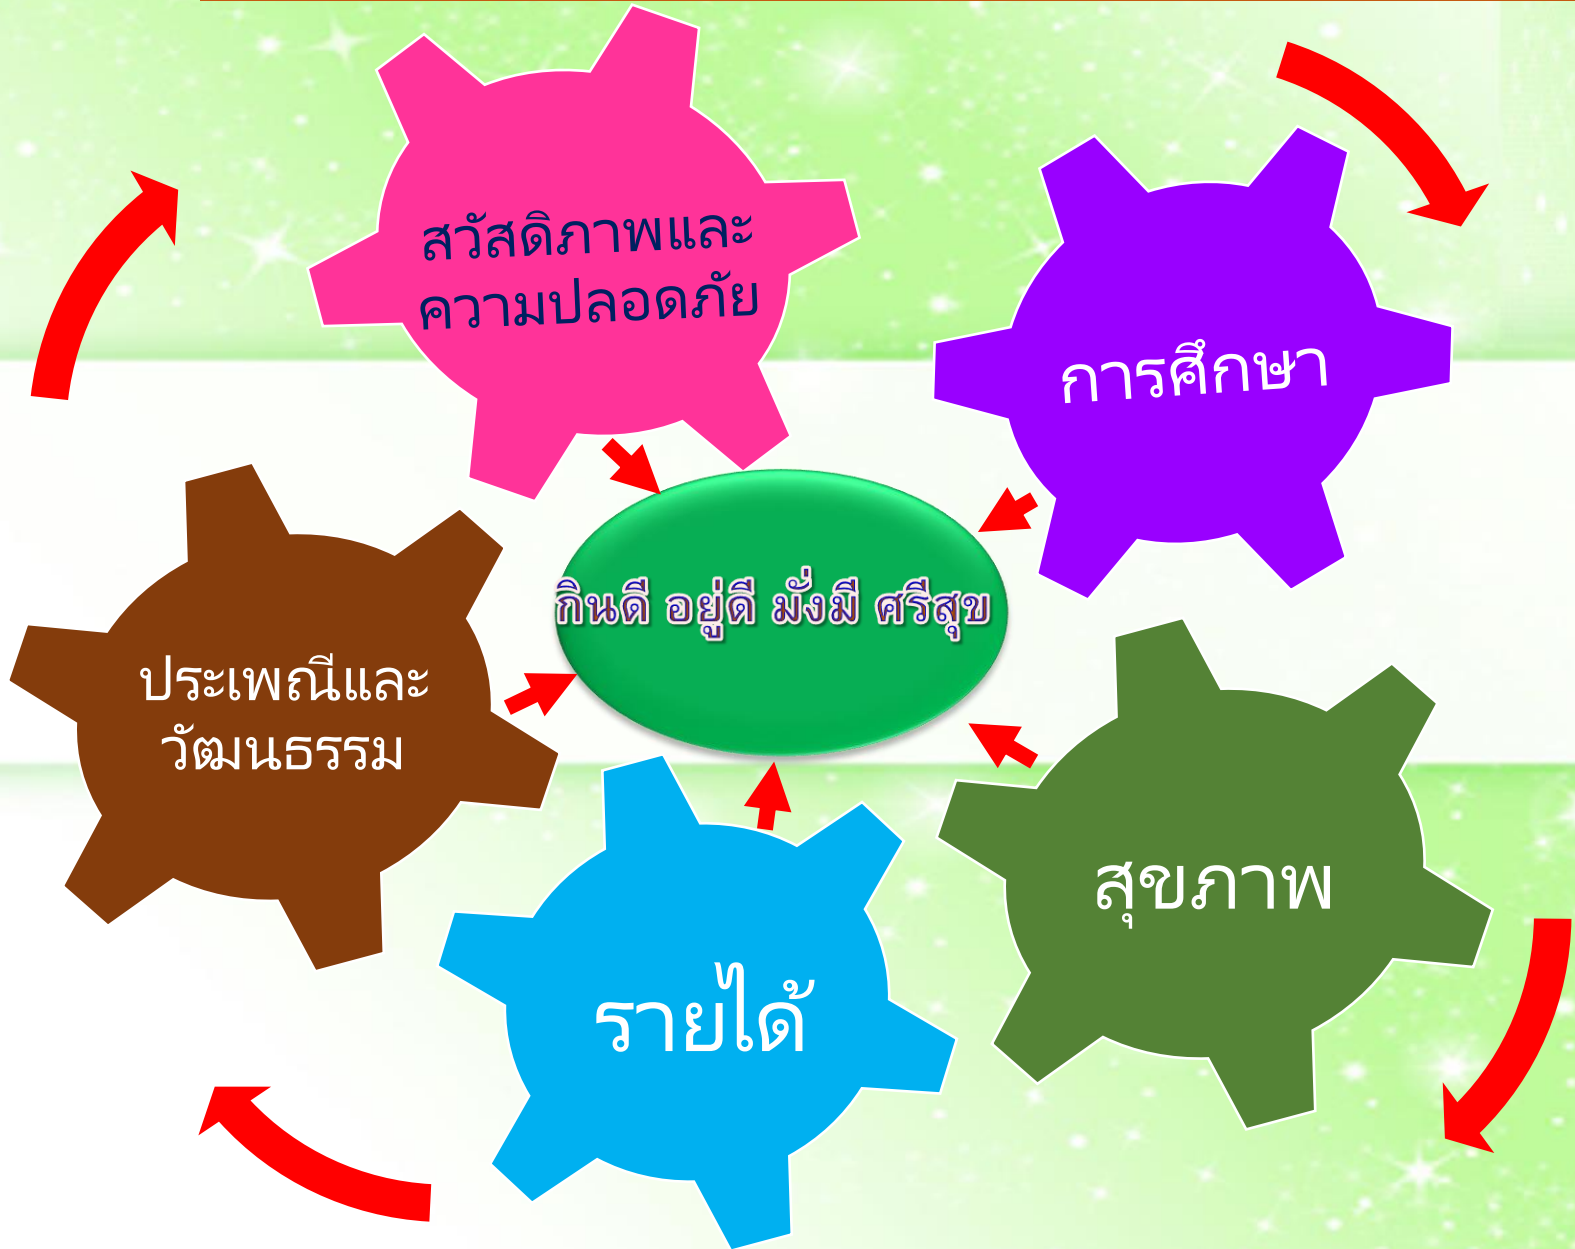 สวัสดิภาพและ
ความปลอดภัย
การศึกษา
กินดี อยู่ดี มั่งมี ศรีสุข
ประเพณีและ
วัฒนธรรม
สุขภาพ
รายได้